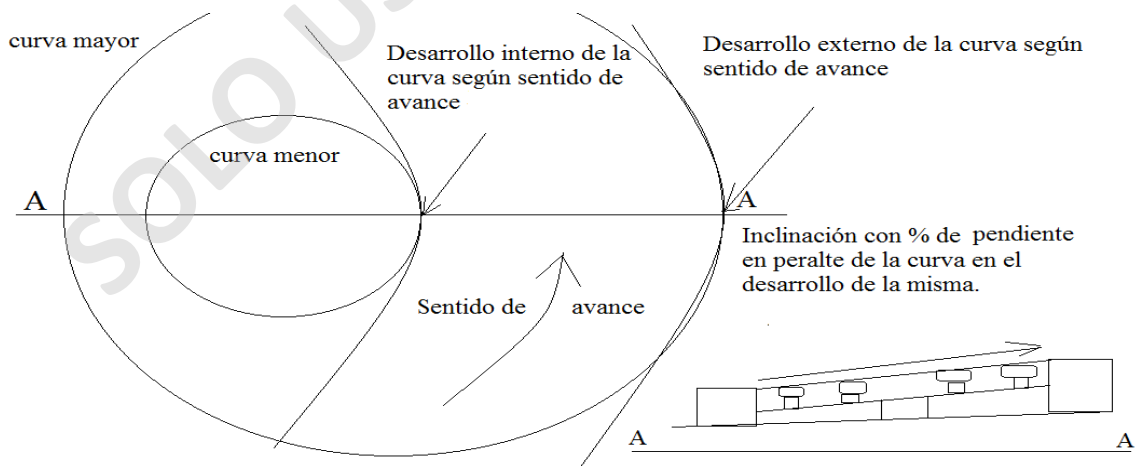 curva mayor
Desarrollo interno de la
curva según sentido de
avance
Desarrollo externo de la curva según
sentido de avance
curva menor
A
A
Inclinación con % de pendiente
en peralte de la curva en el
desarrollo de la misma.
Sentido de avance
A
A
SOLO US